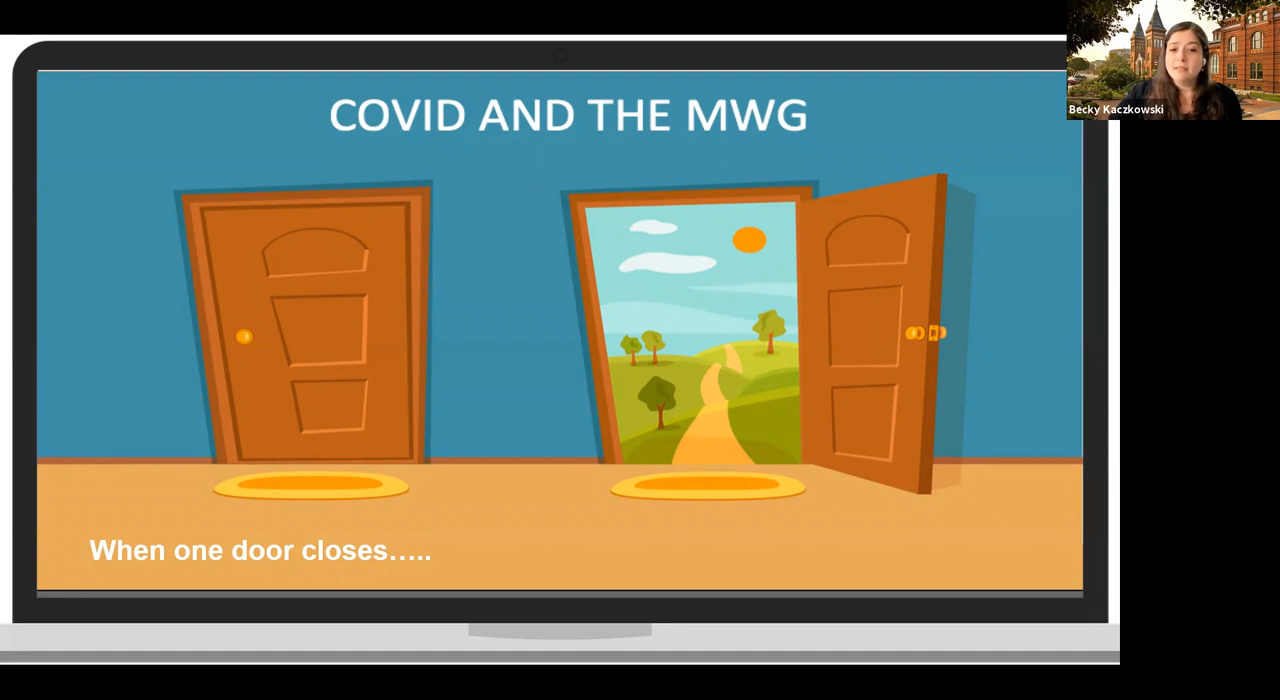 COVID AND THE MWG
Becky Kaczkowski
When one door closes…..